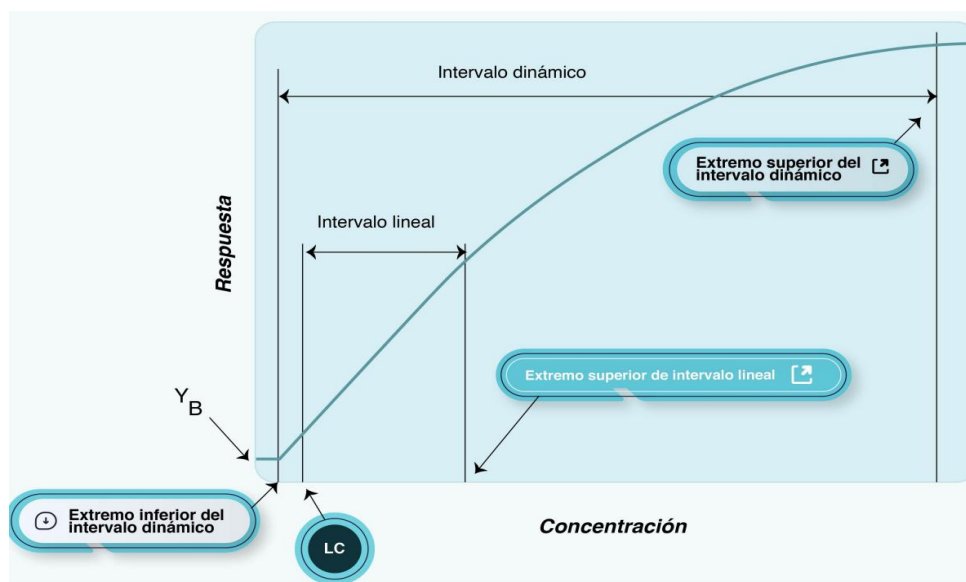 Intervalo dinámico
Extremo superior del
intervalo dinámico
Intervalo lineal
Respuesta
Extremo superior de intervalo lineal
Y
B
Extremo inferior del
intervalo dinámico
LC
Concentración